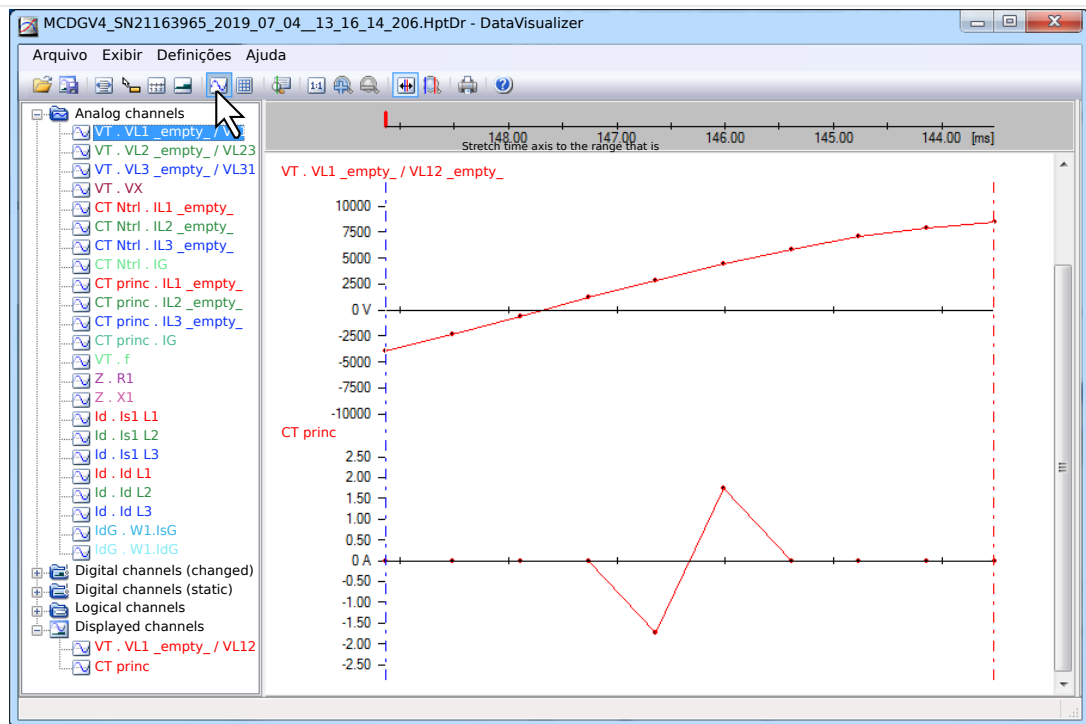 MCDGV4_SN21163965_2019_07_04__13_16_14_206.HptDr - DataVisualizer
Arquivo Exibir Definições Ajuda
1:1
Analog channels
VT . VL1 _empty_ /
VT . VL2 _empty_ / VL23
VT . VL3 _empty_ / VL31
VT . VX
CT Ntrl . IL1 _empty_
CT Ntrl . IL2 _empty_
CT Ntrl . IL3 _empty_
CT Ntrl . IG
CT princ . IL1 _empty_
CT princ . IL2 _empty_
CT princ . IL3 _empty_
CT princ . IG
VT . f
Z . R1
Z . X1
Id . Is1 L1
Id . Is1 L2
Id . Is1 L3
Id . Id L1
Id . Id L2
Id . Id L3
IdG . W1.IsG
IdG . W1.IdG
Digital channels (changed)
Digital channels (static)
Logical channels
Displayed channels
VT . VL1 _empty_ / VL12
CT princ
148.00 147.00 146.00 145.00 144.00 [ms]
Stretch time axis to the range that is
VT . VL1 _empty_ / VL12 _empty_
10000
7500
5000
2500
0 V
-2500
-5000
-7500
-10000
CT princ
2.50
2.00
1.50
1.00
0.50
0 A
-0.50
-1.00
-1.50
-2.00
-2.50